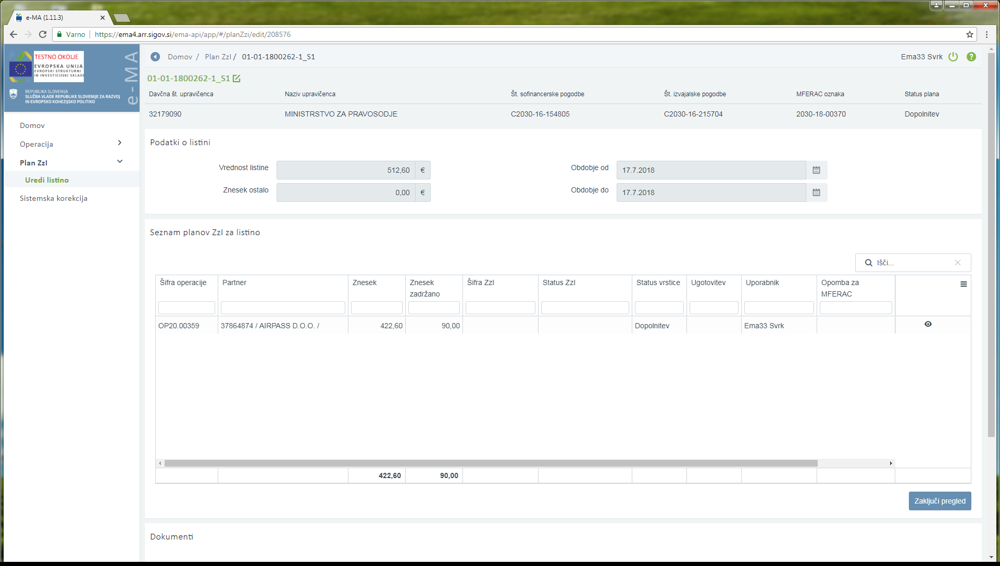 e-MA (1.11.3)
Varno
https://ema4.arr.sigov.si/ema-api/app/#/planZzi/edit/208576
TESTNO OKOLJE
EVROPSKA UNIJA
EVROPSKI STRUKTURNI
IN INVESTICIJSKI SKLADI
e-MA
REPUBLIKA SLOVENIJA
SLUŽBA VLADE REPUBLIKE SLOVENIJE ZA RAZVOJ
IN EVROPSKO KOHEZIJSKO POLITIKO
Domov
Operacija
Plan ZzI
Uredi listino
Sistemska korekcija
Domov / Plan ZzI / 01-01-1800262-1_S1
Ema33 Svrk
01-01-1800262-1_S1
Davčna št. upravičenca Naziv upravičenca Št. sofinancerske pogodbe Št. izvajalske pogodbe MFERAC oznaka Status plana
32179090 MINISTRSTVO ZA PRAVOSODJE C2030-16-154805 C2030-16-215704 2030-18-00370 Dopolnitev
Podatki o listini
Vrednost listine 512,60 € Obdobje od 17.7.2018
Znesek ostalo 0,00 € Obdobje do 17.7.2018
Seznam planov ZzI za listino
Išči...
Šifra operacije Partner Znesek Znesek zadržano Šifra ZzI Status ZzI Status vrstice Ugotovitev Uporabnik Opomba za MFERAC
OP20.00359 37864874 / AIRPASS D.O.O. / 422,60 90,00 Dopolnitev Ema33 Svrk
422,60 90,00
Zaključi pregled
Dokumenti